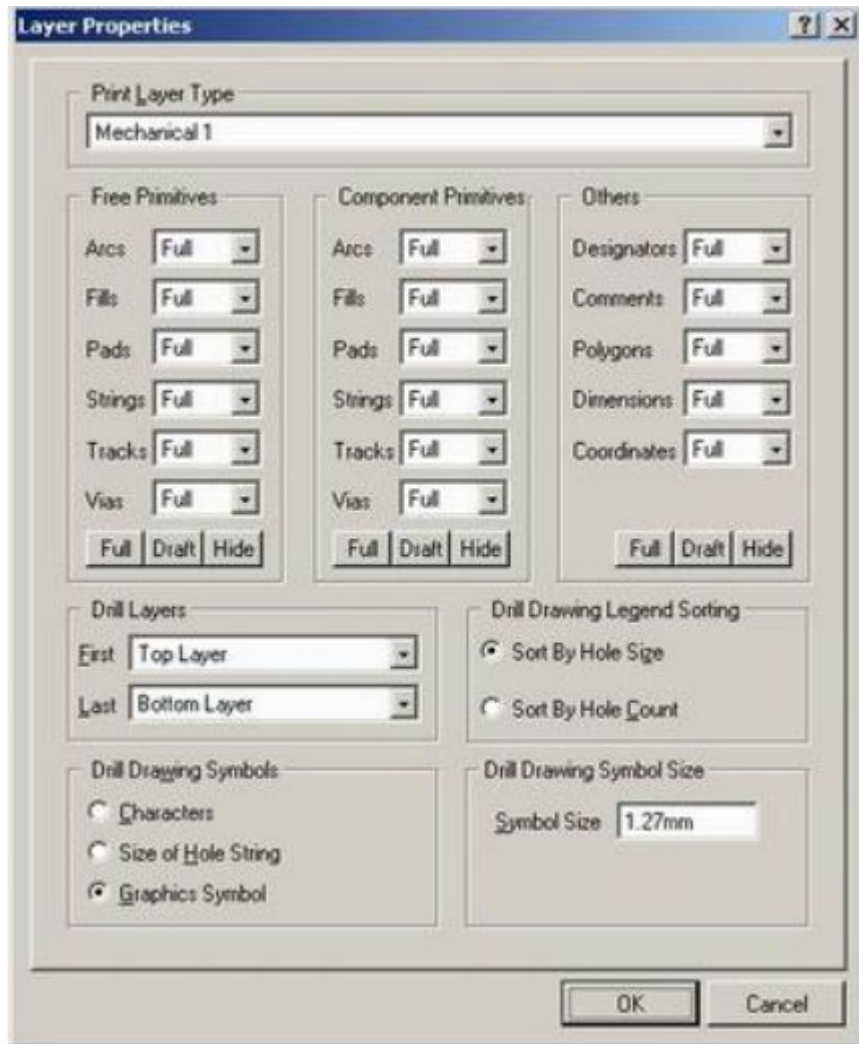 Layer Properties
Print Layer Type
Mechanical 1
Free Primitives
Arcs Full
Fills Full
Pads Full
Strings Full
Tracks Full
Vias Full
Full Draft Hide
Component Primitives
Arcs Full
Fills Full
Pads Full
Strings Full
Tracks Full
Vias Full
Full Draft Hide
Others
Designators Full
Comments Full
Polygons Full
Dimensions Full
Coordinates Full
Full Draft Hide
Drill Layers
First Top Layer
Last Bottom Layer
Drill Drawing Legend Sorting
Sort By Hole Size
Sort By Hole Count
Drill Drawing Symbols
Characters
Size of Hole String
Graphics Symbol
Drill Drawing Symbol Size
Symbol Size 1.27mm
OK Cancel